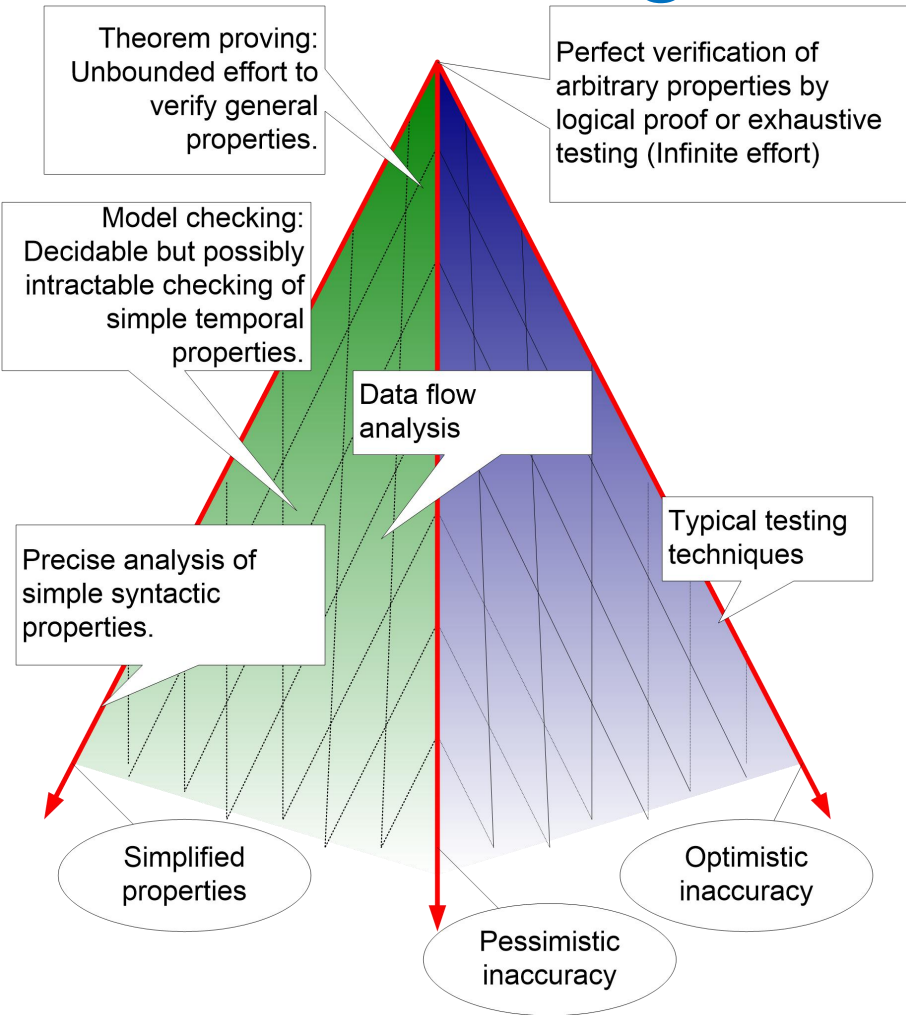 Theorem proving:
Unbounded effort to
verify general
properties.
Perfect verification of
arbitrary properties by
logical proof or exhaustive
testing (Infinite effort)
Model checking:
Decidable but possibly
intractable checking of
simple temporal
properties.
Data flow
analysis
Precise analysis of
simple syntactic
properties.
Typical testing
techniques
Simplified
properties
Optimistic
inaccuracy
Pessimistic
inaccuracy